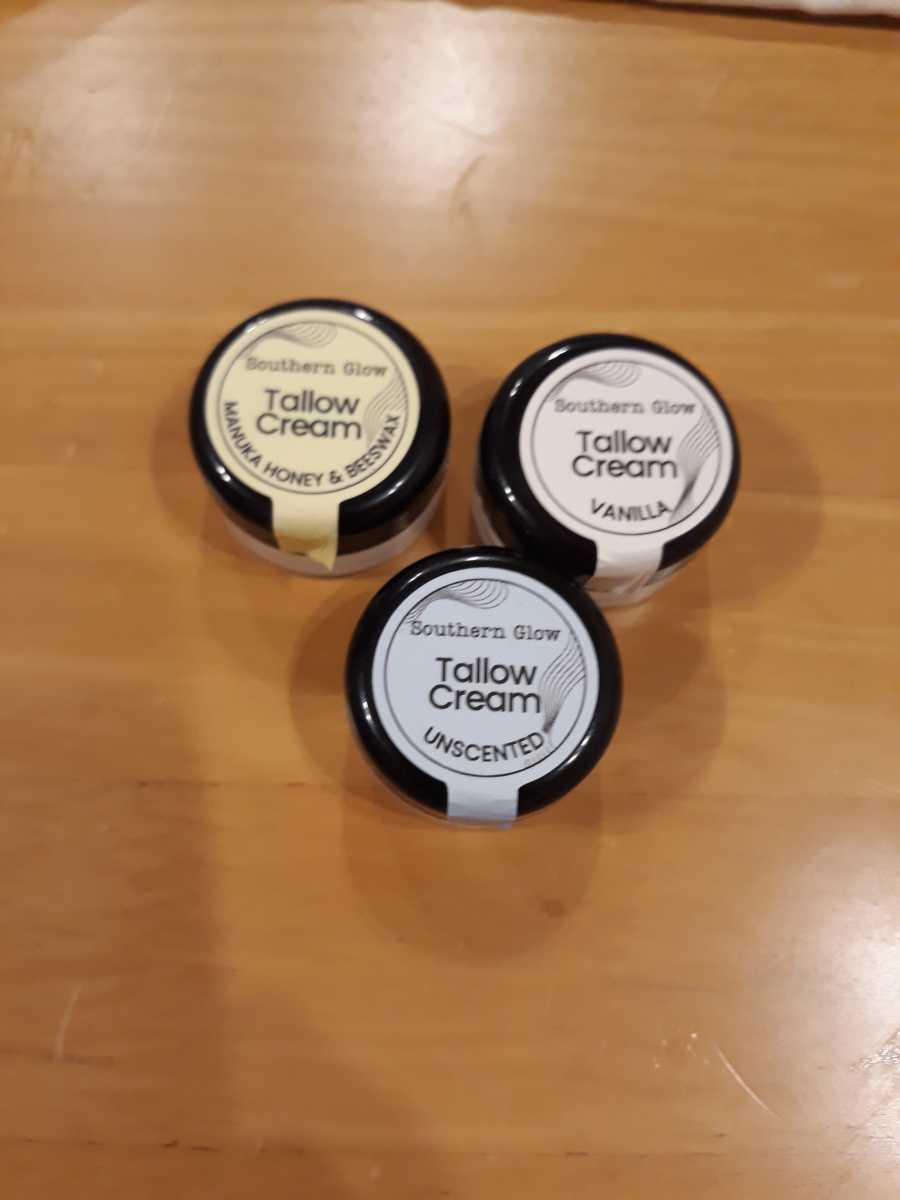 Southern Glow
Tallow
Cream
MANUKA HONEY & BEESWAX
Southern Glow
Tallow
Cream
VANILLA
Southern Glow
Tallow
Cream
UNSCENTED